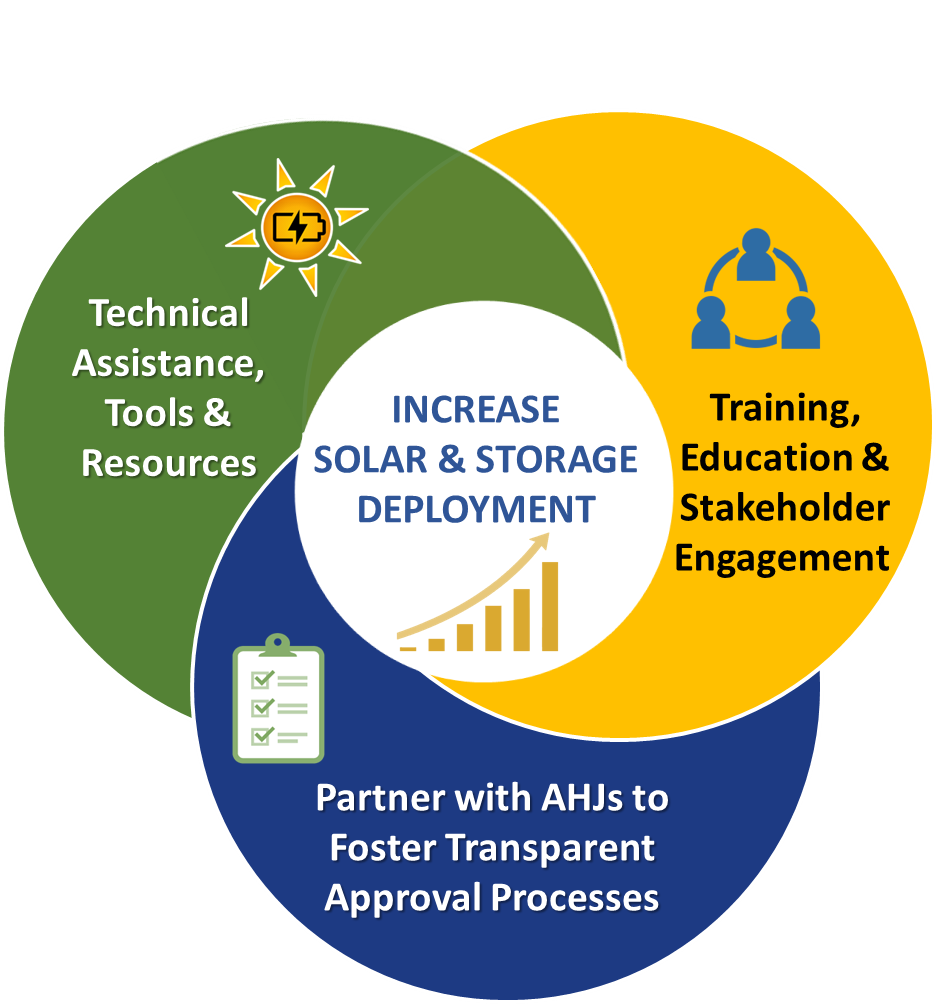 Technical
Assistance,
Tools &
Resources
INCREASE
SOLAR & STORAGE
DEPLOYMENT
Training,
Education &
Stakeholder
Engagement
Partner with AHJs to
Foster Transparent
Approval Processes